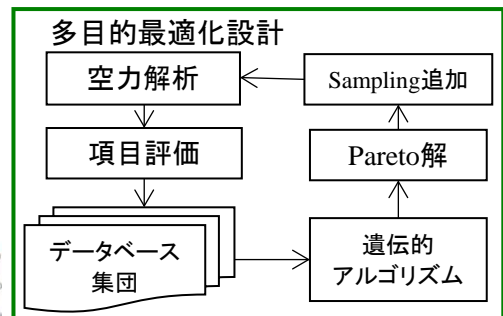 多目的最適化設計
空力解析
Sampling追加
項目評価
Pareto解
データベース
集団
遺伝的
アルゴリズム